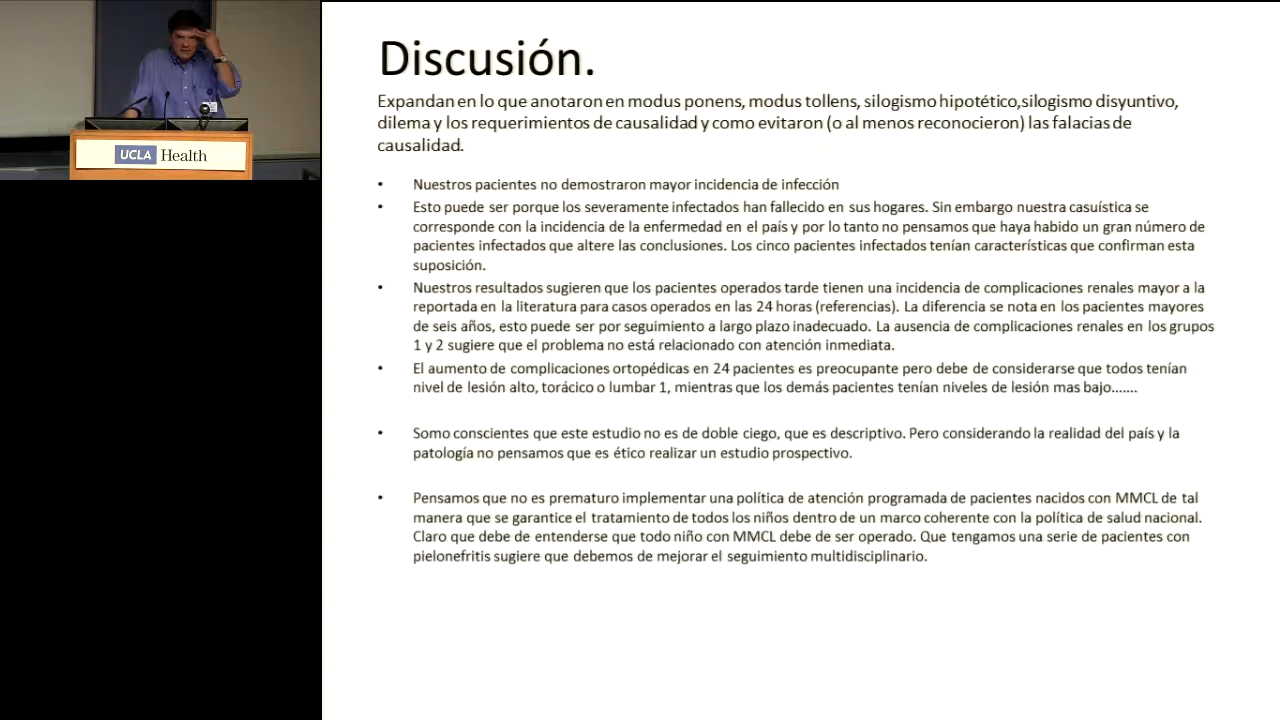 Discusión.
Expandan en lo que anotaron en modus ponens, modus tollens, silogismo hipotético,silogismo disyuntivo,
dilema y los requerimientos de causalidad y como evitaron (o al menos reconocieron) las falacias de
causalidad.
• Nuestros pacientes no demostraron mayor incidencia de infección
• Esto puede ser porque los severamente infectados han fallecido en sus hogares. Sin embargo nuestra casuística se
corresponde con la incidencia de la enfermedad en el país y por lo tanto no pensamos que haya habido un gran número de
pacientes infectados que altere las conclusiones. Los cinco pacientes infectados tenían características que confirman esta
suposición.
• Nuestros resultados sugieren que los pacientes operados tarde tienen una incidencia de complicaciones renales mayor a la
reportada en la literatura para casos operados en las 24 horas (referencias). La diferencia se nota en los pacientes mayores
de seis años, esto puede ser por seguimiento a largo plazo inadecuado. La ausencia de complicaciones renales en los grupos
1 y 2 sugiere que el problema no está relacionado con atención inmediata.
• El aumento de complicaciones ortopédicas en 24 pacientes es preocupante pero debe de considerarse que todos tenían
nivel de lesión alto, torácico o lumbar 1, mientras que los demás pacientes tenían niveles de lesión mas bajo.......
• Somo conscientes que este estudio no es de doble ciego, que es descriptivo. Pero considerando la realidad del país y la
patología no pensamos que es ético realizar un estudio prospectivo.
• Pensamos que no es prematuro implementar una política de atención programada de pacientes nacidos con MMCL de tal
manera que se garantice el tratamiento de todos los niños dentro de un marco coherente con la política de salud nacional.
Claro que debe de entenderse que todo niño con MMCL debe de ser operado. Que tengamos una serie de pacientes con
pielonefritis sugiere que debemos de mejorar el seguimiento multidisciplinario.
UCLA Health